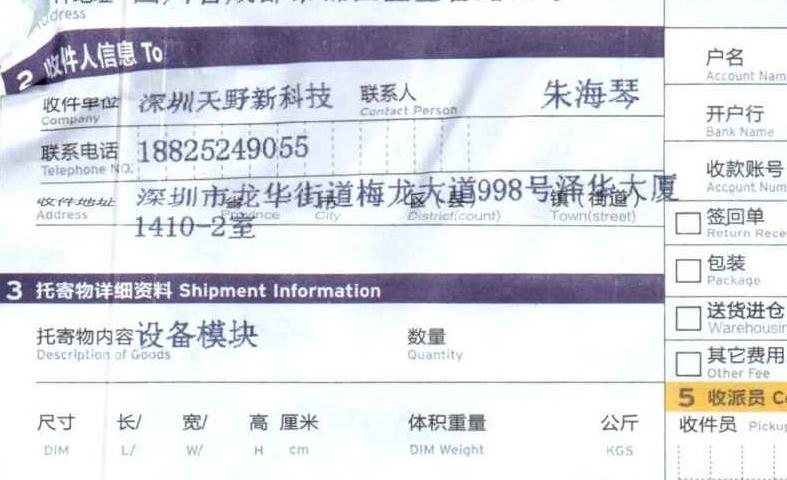 dress
户名
Account Nam
2 收件人信息 To
收件单位 深圳天野新科技 联系人 朱海琴
Company Contact Person
开户行
Bank Name
联系电话 18825249055
Telephone NO.
收款账号
Account Num
收件地址 深圳市龙华街道梅龙大道998号泽华大厦
省 市 区(县) 镇(街道)
Address Province City District(count) Town(street)
1410-2室
签回单
Return Rece
包装
Package
3 托寄物详细资料 Shipment Information
送货进仓
Warehousin
托寄物内容 设备模块 数量
Description of Goods Quantity
其它费用
Other Fee
5 收派员 Co
尺寸 长/ 宽/ 高 厘米 体积重量 公斤
DIM L/ W/ H cm DIM Weight KGS
收件员 Pickup